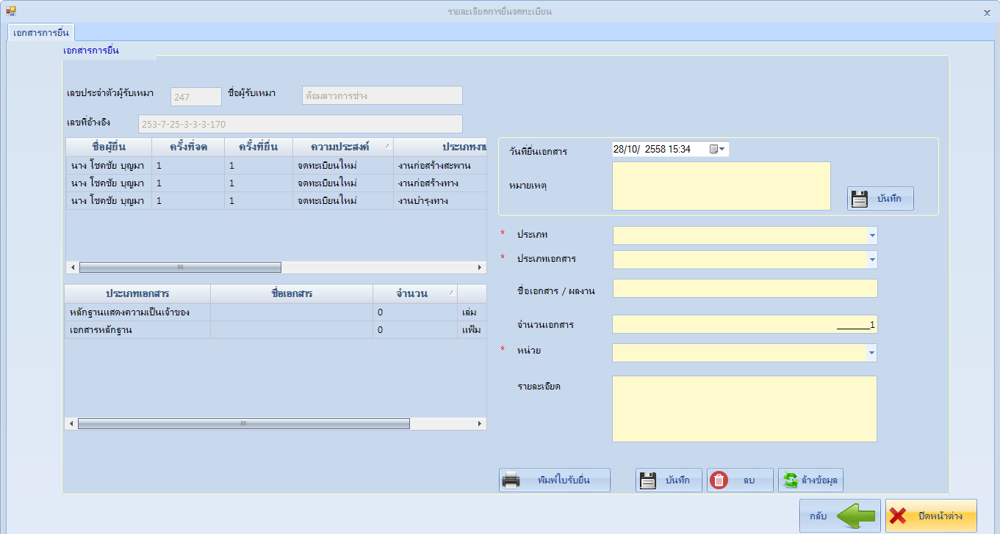 รายละเอียดการยื่นจดทะเบียน
x
เอกสารการยื่น
เอกสารการยื่น
เลขประจำตัวผู้รับเหมา 247 ชื่อผู้รับเหมา ต้อมลาวการช่าง
เลขที่อ้างอิง 253-7-25-3-3-3-170
ชื่อผู้ยื่น ครั้งที่จด ครั้งที่ยื่น ความประสงค์ ประเภทงาน
นาง โชคชัย บุญมา 1 1 จดทะเบียนใหม่ งานก่อสร้างสะพาน
นาง โชคชัย บุญมา 1 1 จดทะเบียนใหม่ งานก่อสร้างทาง
นาง โชคชัย บุญมา 1 1 จดทะเบียนใหม่ งานบำรุงทาง
ประเภทเอกสาร ชื่อเอกสาร จำนวน
หลักฐานแสดงความเป็นเจ้าของ 0 เล่ม
เอกสารหลักฐาน 0 แฟ้ม
วันที่ยื่นเอกสาร 28/10/ 2558 15:34
หมายเหตุ
บันทึก
* ประเภท
* ประเภทเอกสาร
ชื่อเอกสาร / ผลงาน
จำนวนเอกสาร ______1
* หน่วย
รายละเอียด
พิมพ์ใบรับยื่น บันทึก ลบ ล้างข้อมูล
กลับ ปิดหน้าต่าง